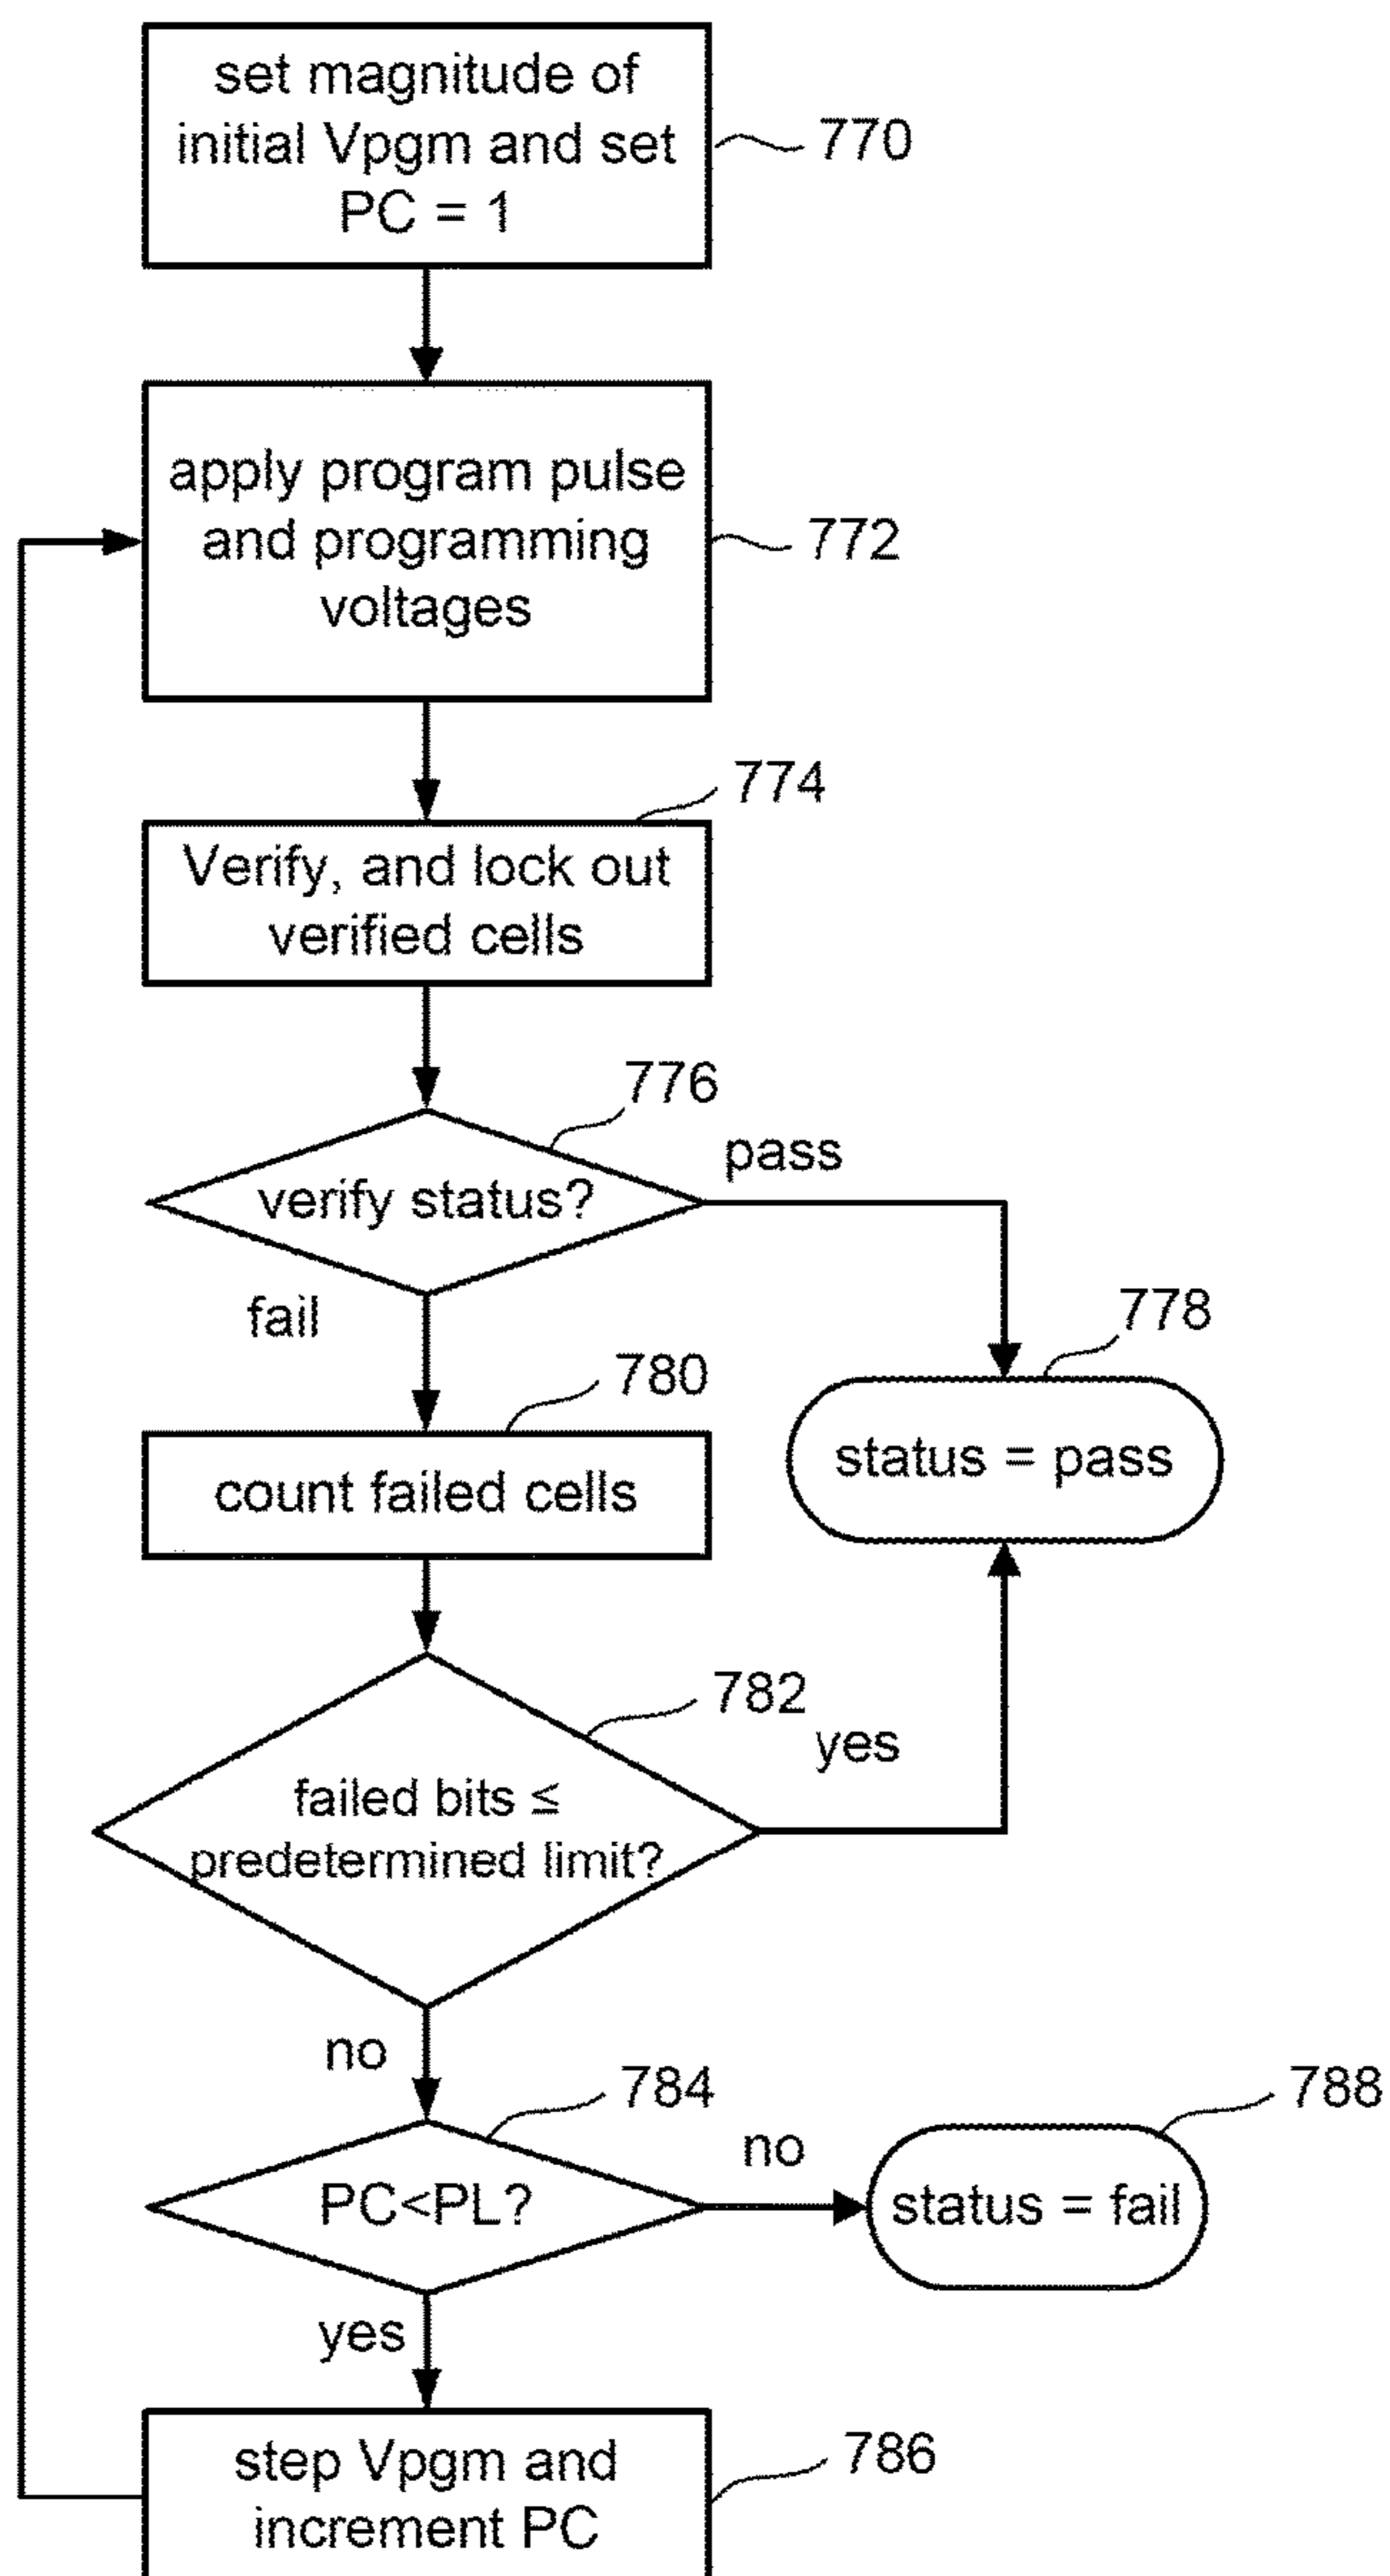 set magnitude of
initial Vpgm and set
PC = 1
770
apply program pulse
and programming
voltages
772
774
Verify, and lock out
verified cells
776
pass
verify status?
fail
778
780
status = pass
count failed cells
782
yes
failed bits ≤
predetermined limit?
no
784
788
no
PC<PL?
status = fail
yes
step Vpgm and
increment PC
786